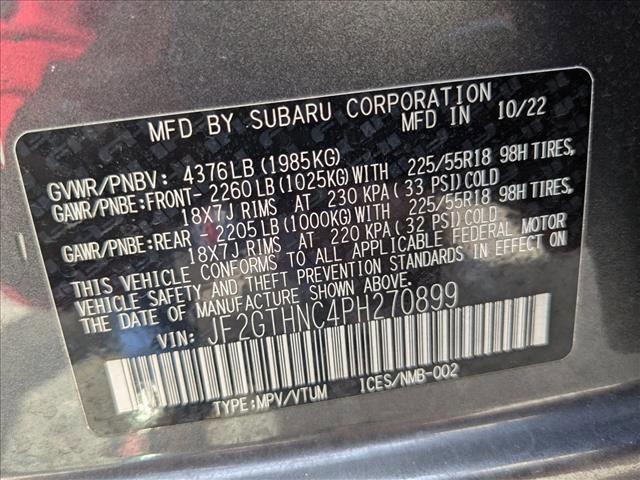 MFD BY SUBARU CORPORATION
MFD IN 10/22
GVWR/PNBV: 4376LB (1985KG)
GAWR/PNBE:FRONT- 2260 LB (1025KG) WITH 225/55R18 98H TIRES,
18X7J RIMS AT 230 KPA ( 33 PSI) COLD
GAWR/PNBE:REAR - 2205 LB (1000KG) WITH 225/55R18 98H TIRES,
18X7J RIMS AT 220 KPA ( 32 PSI) COLD
THIS VEHICLE CONFORMS TO ALL APPLICABLE FEDERAL MOTOR
VEHICLE SAFETY AND THEFT PREVENTION STANDARDS IN EFFECT ON
THE DATE OF MANUFACTURE SHOWN ABOVE.
VIN: JF2GTHNC4PH270899
TYPE:MPV/VTUM ICES/NMB-002